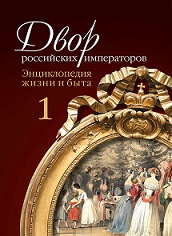 Двор
российских императоров
Энциклопедия
жизни и быта
1